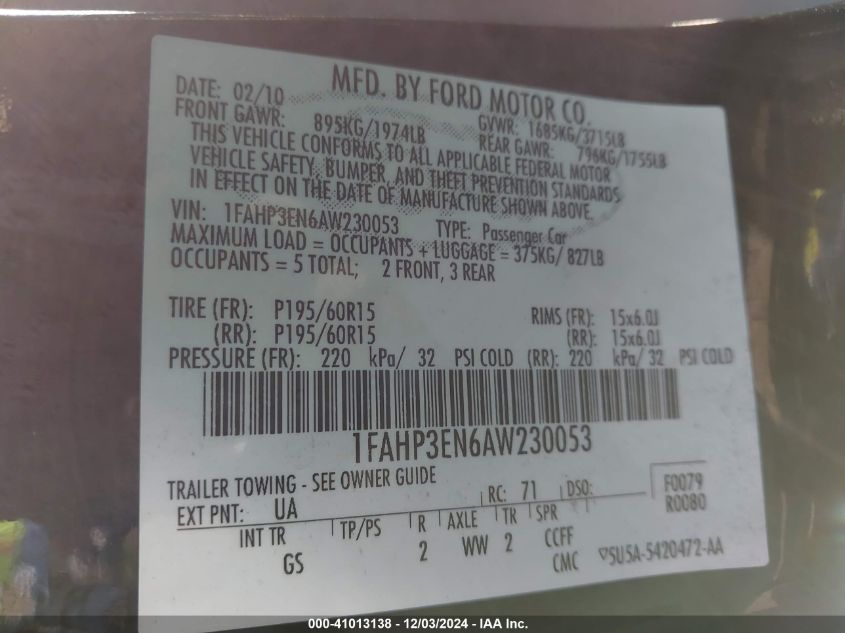 MFD. BY FORD MOTOR CO.
DATE: 02/10 GVWR: 1685KG/3715LB
FRONT GAWR: 895KG/1974LB REAR GAWR: 796KG/1755LB
THIS VEHICLE CONFORMS TO ALL APPLICABLE FEDERAL MOTOR
VEHICLE SAFETY, BUMPER, AND THEFT PREVENTION STANDARDS
IN EFFECT ON THE DATE OF MANUFACTURE SHOWN ABOVE.
VIN: 1FAHP3EN6AW230053 TYPE: Passenger Car
MAXIMUM LOAD = OCCUPANTS + LUGGAGE = 375KG/ 827LB
OCCUPANTS = 5 TOTAL; 2 FRONT, 3 REAR
TIRE (FR): P195/60R15 RIMS (FR): 15x6.0J
(RR): P195/60R15 (RR): 15x6.0J
PRESSURE (FR): 220 kPa/ 32 PSI COLD (RR): 220 kPa/ 32 PSI COLD
1FAHP3EN6AW230053
TRAILER TOWING - SEE OWNER GUIDE
EXT PNT: UA RC: 71 DSO: F0079
R0080
INT TR TP/PS R AXLE TR SPR
GS 2 WW 2 CCFF
CMC ▽5U5A-5420472-AA
000-41013138 - 12/03/2024 - IAA Inc.